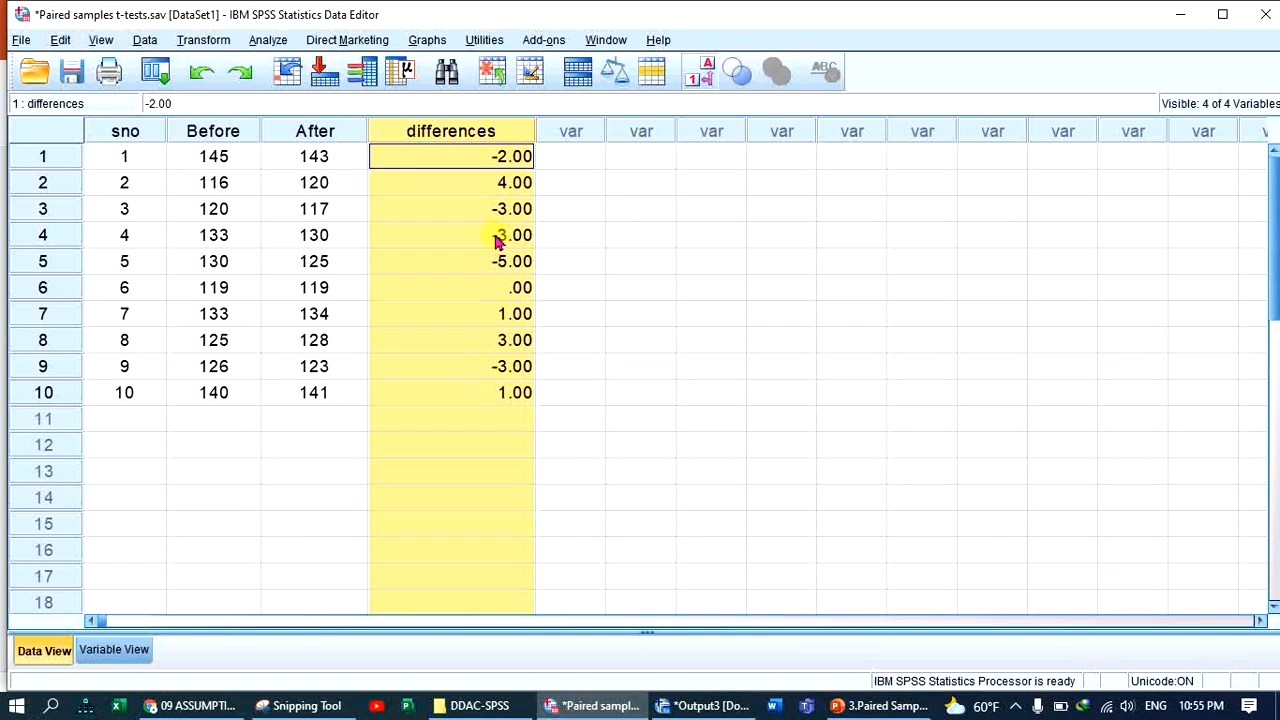 *Paired samples t-tests.sav [DataSet1] - IBM SPSS Statistics Data Editor
File Edit View Data Transform Analyze Direct Marketing Graphs Utilities Add-ons Window Help
1 : differences -2.00 Visible: 4 of 4 Variables
sno Before After differences var var var var var var var var var var
1 1 145 143 -2.00
2 2 116 120 4.00
3 3 120 117 -3.00
4 4 133 130 -3.00
5 5 130 125 -5.00
6 6 119 119 .00
7 7 133 134 1.00
8 8 125 128 3.00
9 9 126 123 -3.00
10 10 140 141 1.00
11
12
13
14
15
16
17
18
Data View Variable View
IBM SPSS Statistics Processor is ready Unicode:ON
09 ASSUMPTI... Snipping Tool DDAC-SPSS *Paired sampl... *Output3 [Do... 3.Paired Samp... 60°F ENG 10:55 PM